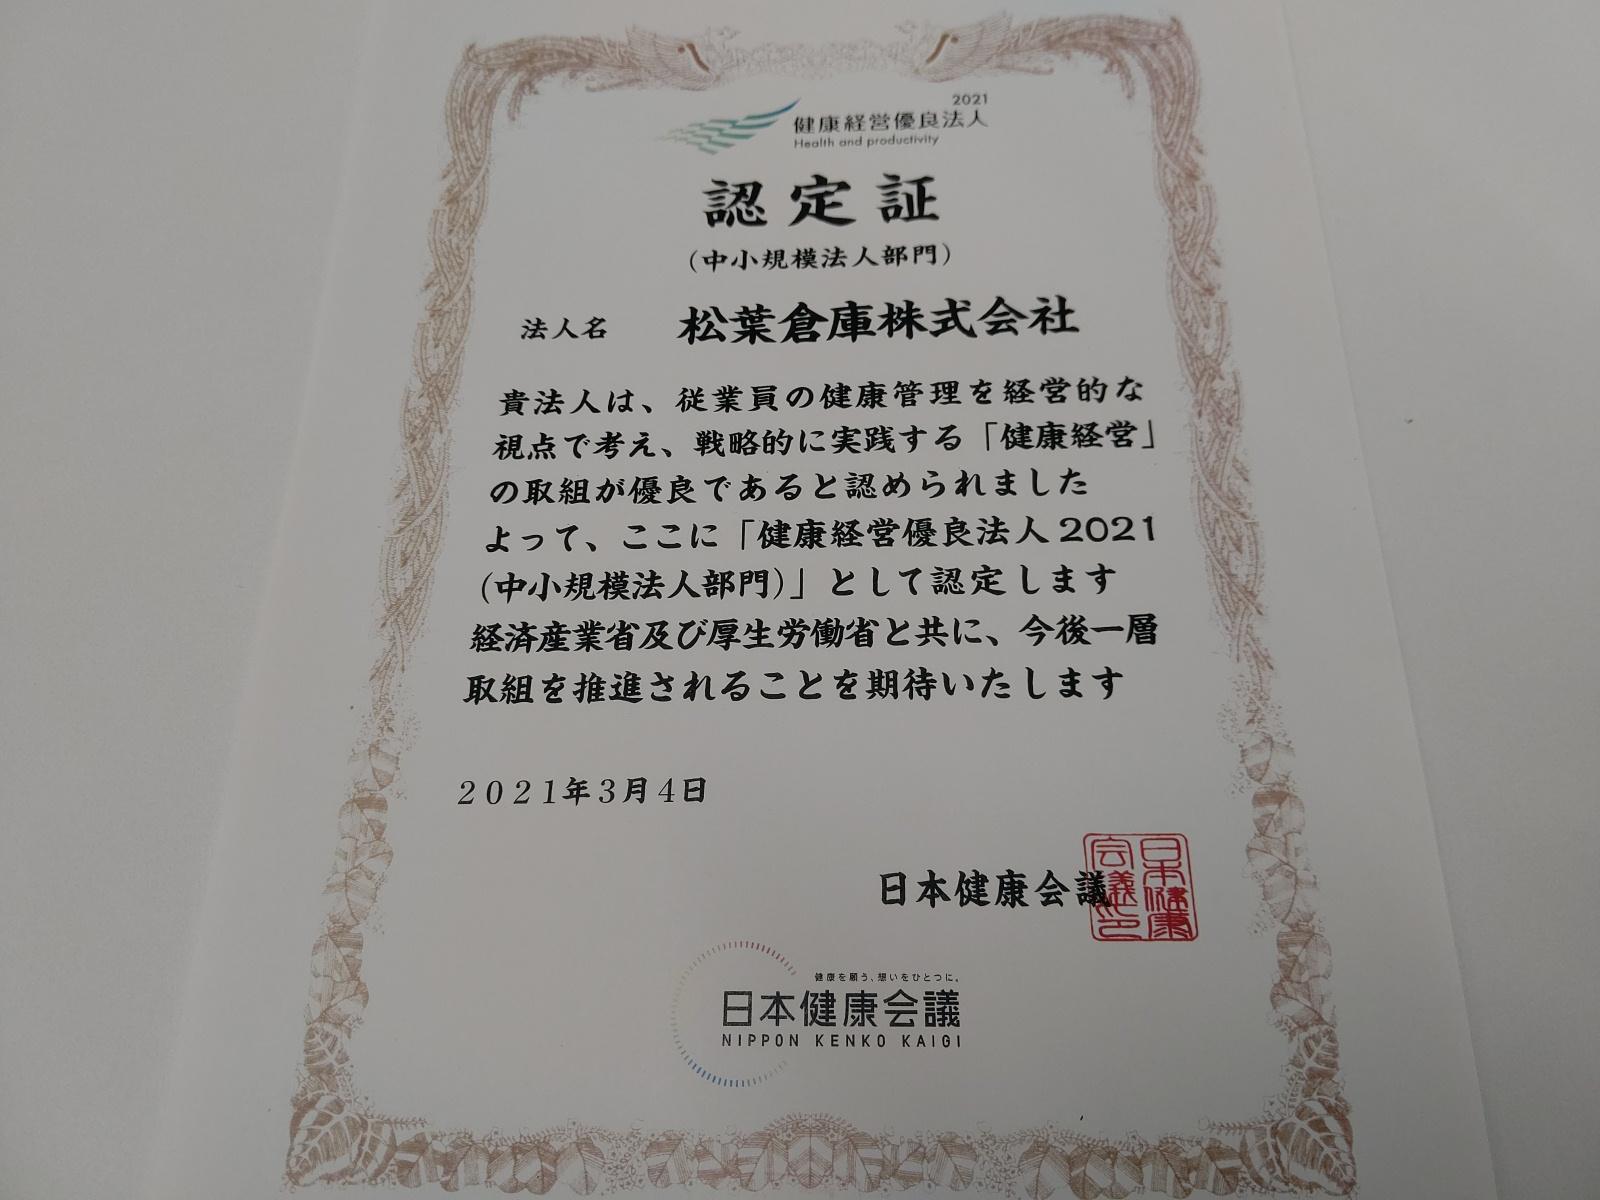 2021
健康経営優良法人
Health and productivity
認定証
(中小規模法人部門)
法人名 松葉倉庫株式会社
貴法人は、従業員の健康管理を経営的な
視点で考え、戦略的に実践する「健康経営」
の取組が優良であると認められました
よって、ここに「健康経営優良法人2021
(中小規模法人部門)」として認定します
経済産業省及び厚生労働省と共に、今後一層
取組を推進されることを期待いたします
2021年3月4日
日本健康会議
日本健康
会議之印
健康を願う、想いをひとつに。
日本健康会議
NIPPON KENKO KAIGI